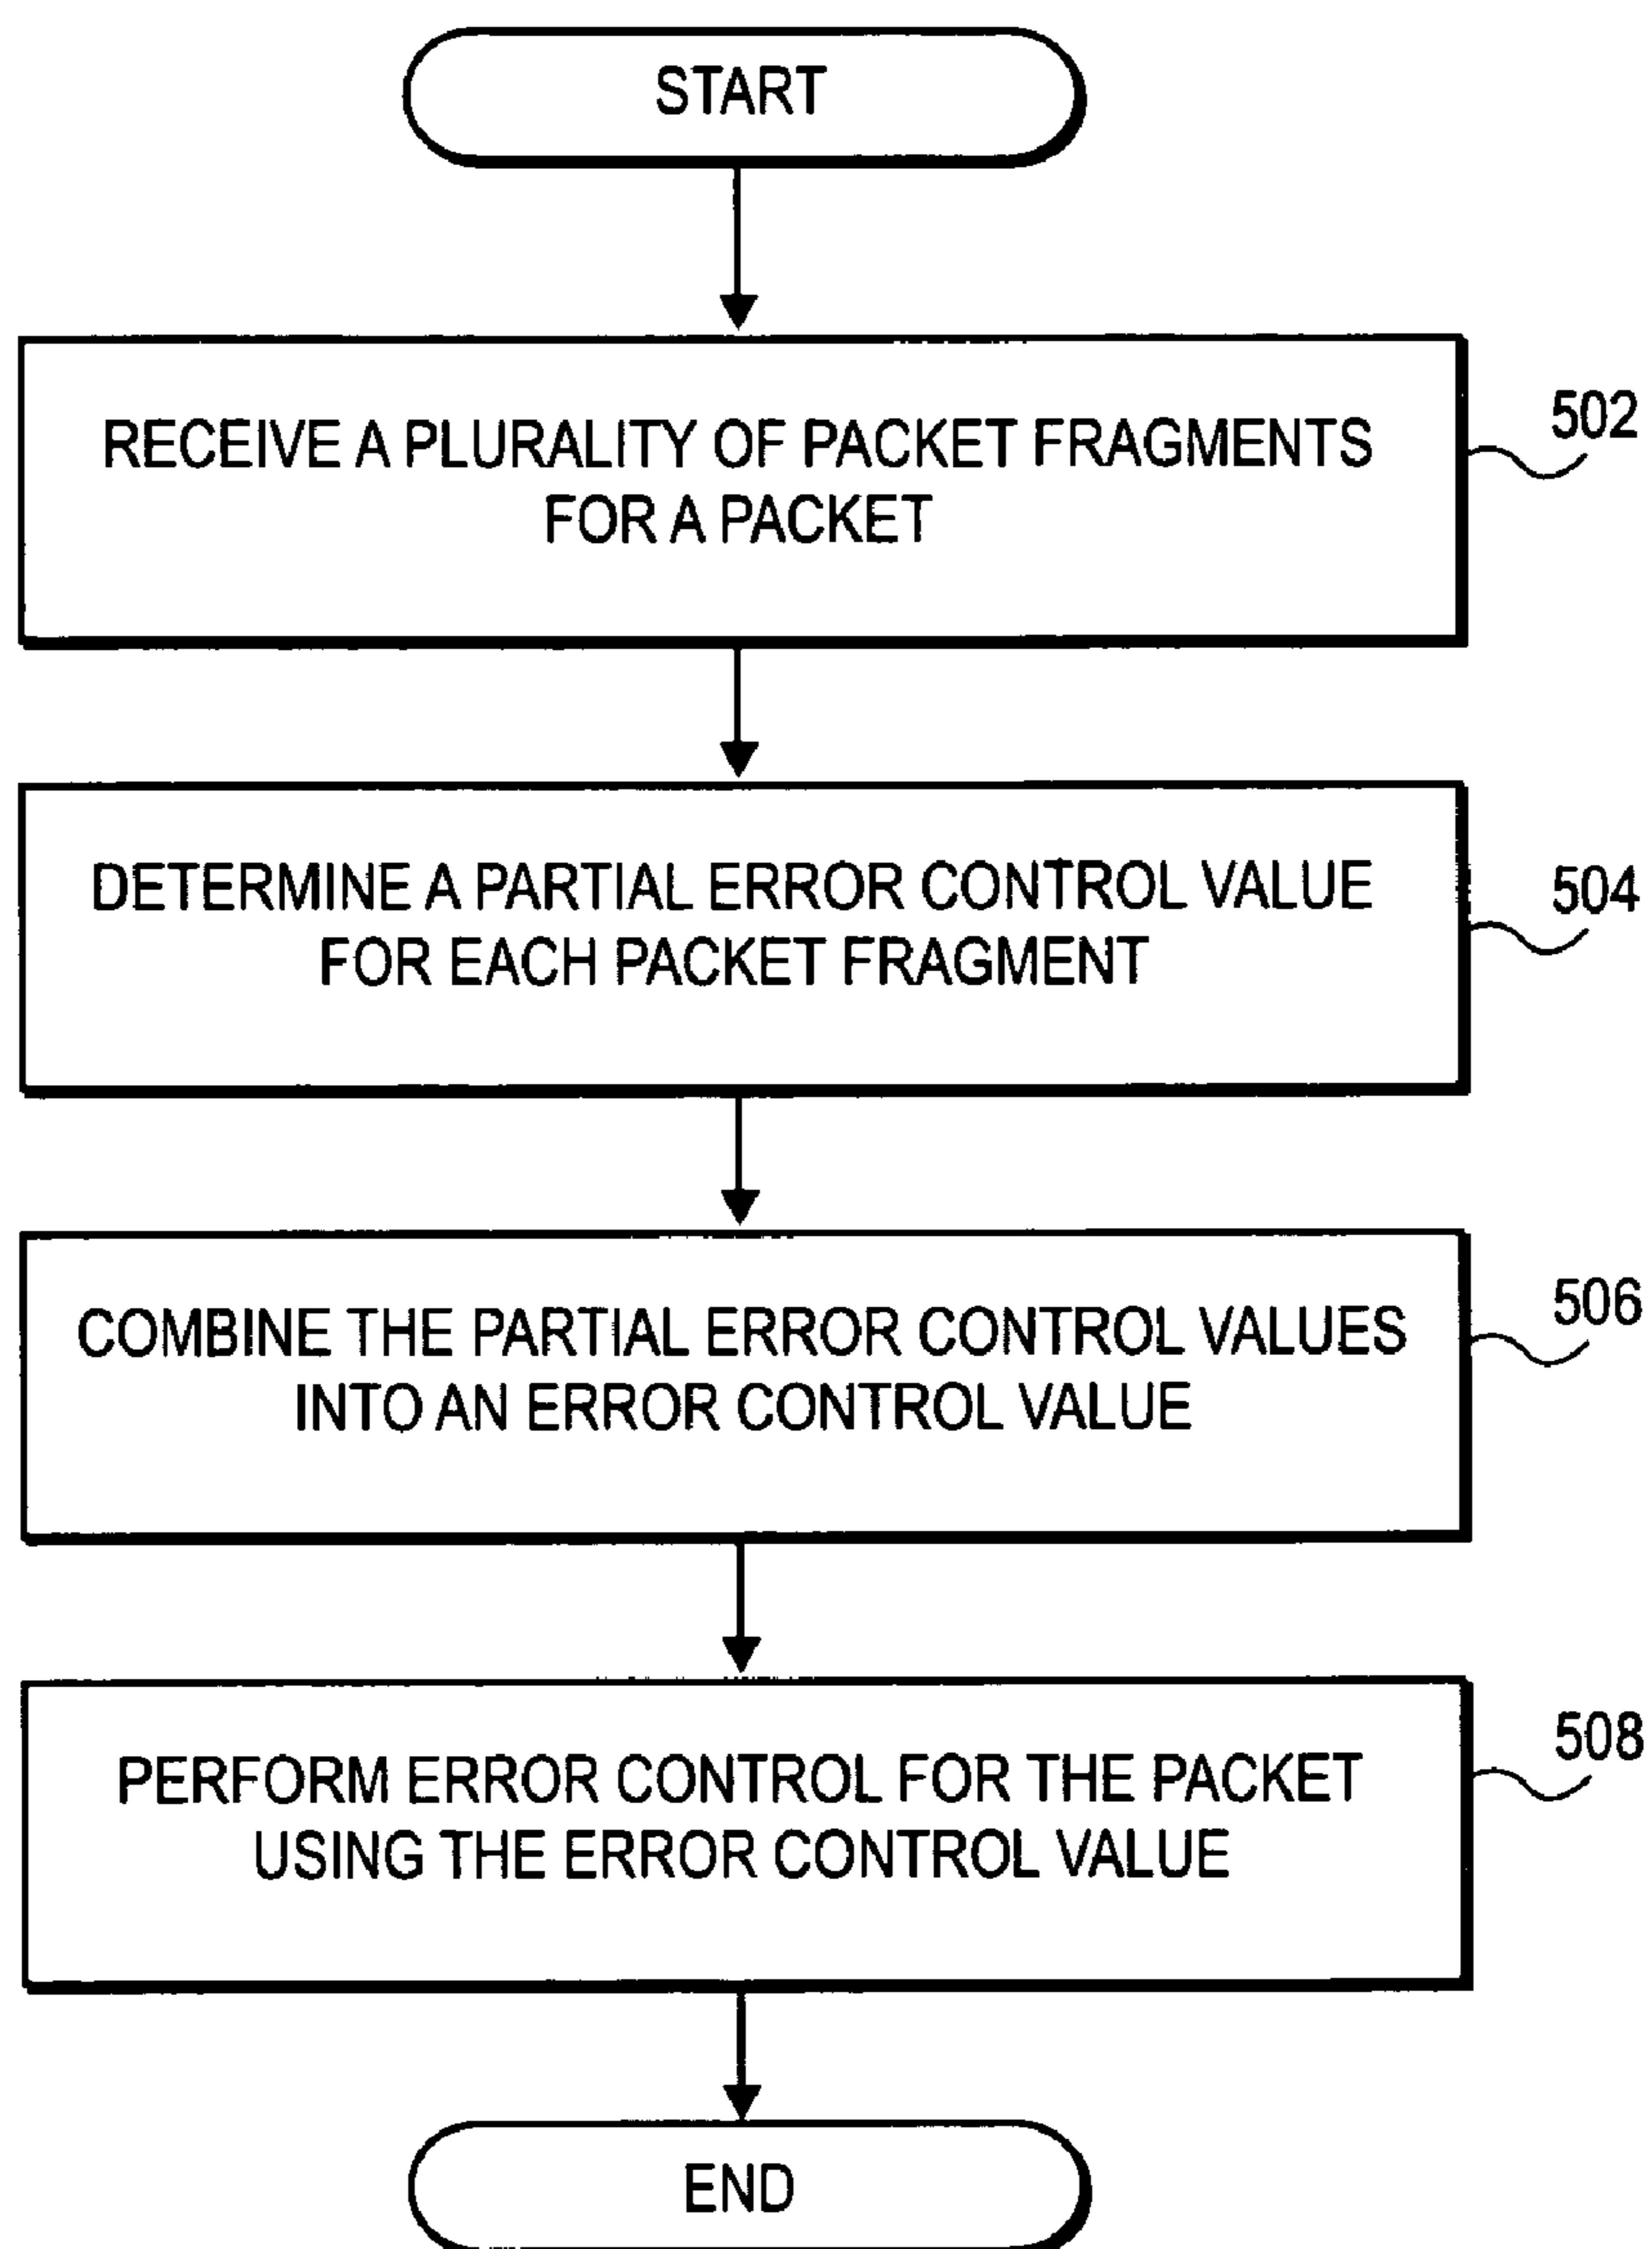 START
RECEIVE A PLURALITY OF PACKET FRAGMENTS
FOR A PACKET
502
DETERMINE A PARTIAL ERROR CONTROL VALUE
FOR EACH PACKET FRAGMENT
504
COMBINE THE PARTIAL ERROR CONTROL VALUES
INTO AN ERROR CONTROL VALUE
506
PERFORM ERROR CONTROL FOR THE PACKET
USING THE ERROR CONTROL VALUE
508
END